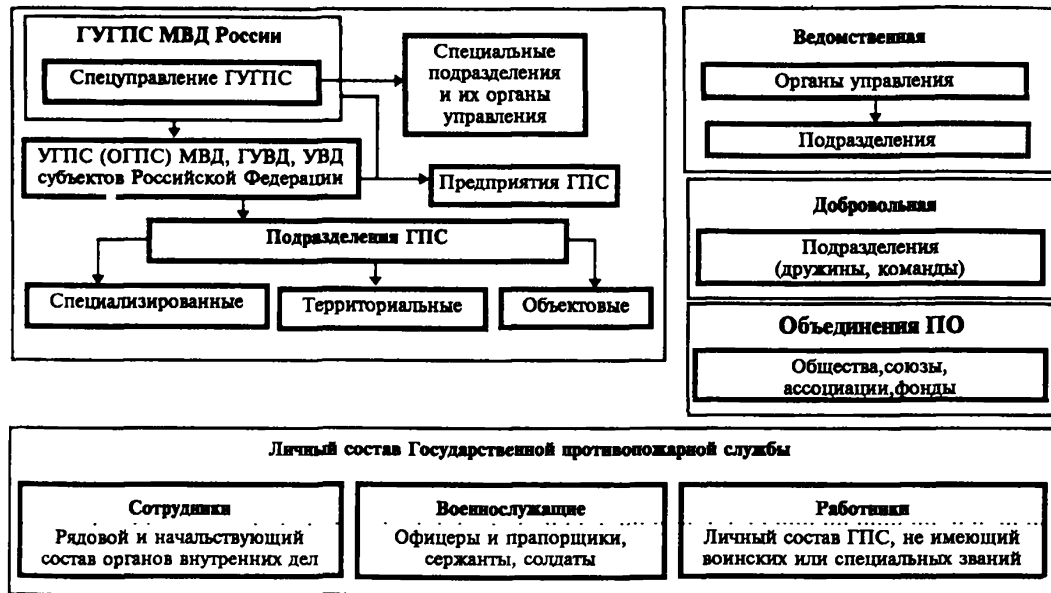 ГУГПС МВД России
Спецуправление ГУГПС
Специальные
подразделения
и их органы
управления
УГПС (ОГПС) МВД, ГУВД, УВД
субъектов Российской Федерации
Предприятия ГПС
Подразделения ГПС
Специализированные
Территориальные
Объектовые
Ведомственная
Органы управления
Подразделения
Добровольная
Подразделения
(дружины, команды)
Объединения ПО
Общества,союзы,
ассоциации,фонды
Личный состав Государственной противопожарной службы
Сотрудники
Рядовой и начальствующий
состав органов внутренних дел
Военнослужащие
Офицеры и прапорщики,
сержанты, солдаты
Работники
Личный состав ГПС, не имеющий
воинских или специальных званий